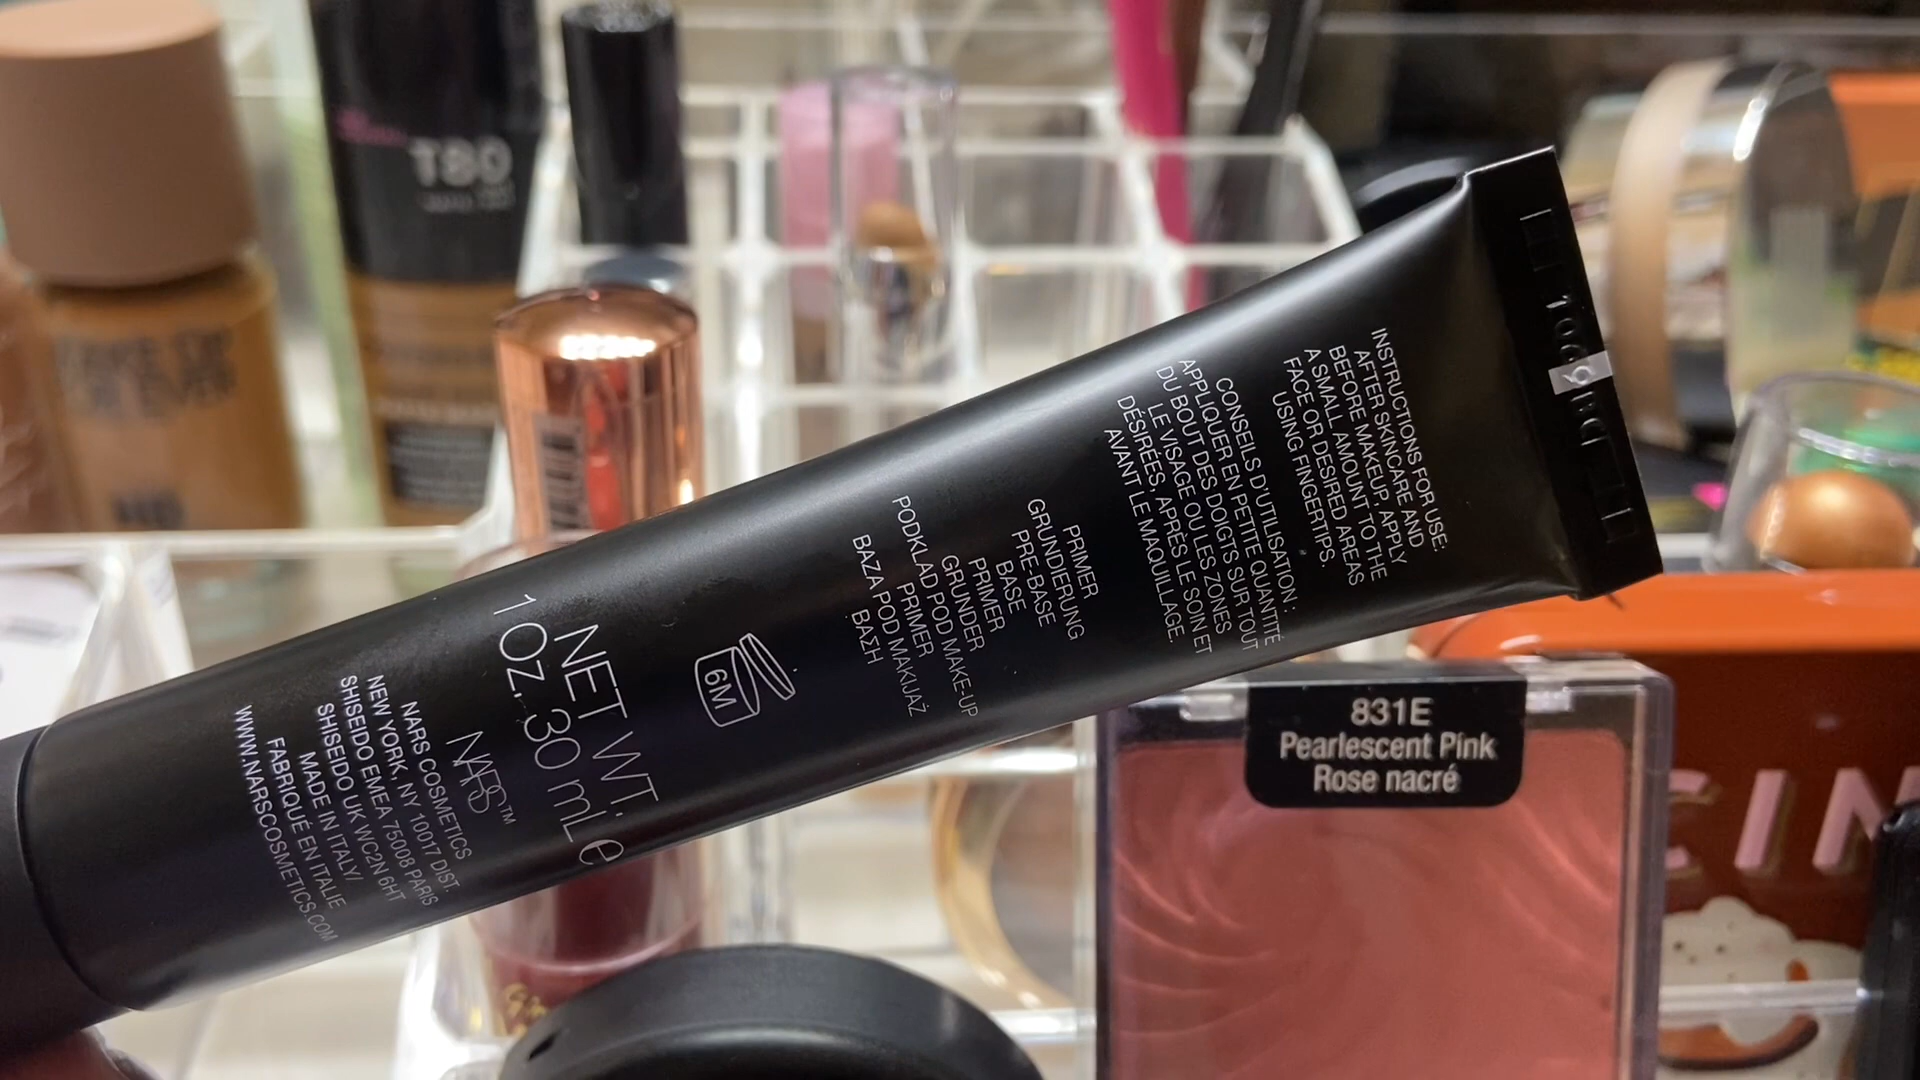 INSTRUCTIONS FOR USE:
AFTER SKINCARE AND
BEFORE MAKEUP, APPLY
A SMALL AMOUNT TO THE
FACE OR DESIRED AREAS
USING FINGERTIPS.
CONSEILS D'UTILISATION :
APPLIQUER EN PETITE QUANTITÉ
DU BOUT DES DOIGTS SUR TOUT
LE VISAGE OU LES ZONES
DÉSIRÉES, APRÈS LE SOIN ET
AVANT LE MAQUILLAGE.
PRIMER
GRUNDIERUNG
PRE-BASE
BASE
PRIMER
GRUNDER
PODKLAD POD MAKE-UP
PRIMER
BAZA POD MAKIJAŻ
ΒΑΣΗ
6M
NET WT.
1 OZ. 30 mL e
NARS™
NARS COSMETICS
NEW YORK, NY 10017 DIST.
SHISEIDO EMEA 75008 PARIS
SHISEIDO UK WC2N 6HT
MADE IN ITALY/
FABRIQUÉ EN ITALIE
WWW.NARSCOSMETICS.COM
831E
Pearlescent Pink
Rose nacré
MAKE UP
FOR EVER
HD